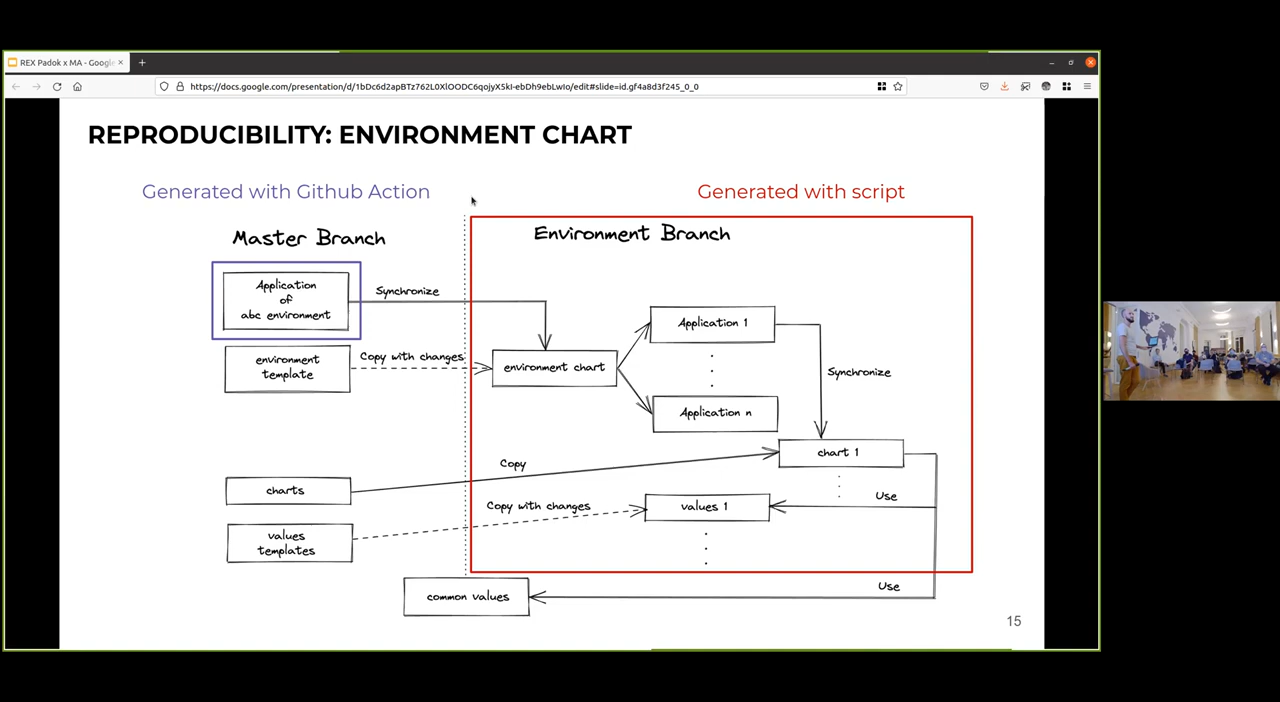 REX Padok x MA - Google
https://docs.google.com/presentation/d/1bDc6d2apBTz762L0XlOODC6qojyX5kI-ebDh9ebLwIo/edit#slide=id.gf4a8d3f245_0_0
REPRODUCIBILITY: ENVIRONMENT CHART
Generated with Github Action
Generated with script
Master Branch
Environment Branch
Application
of
abc environment
Synchronize
environment
template
Copy with changes
environment chart
Application 1
Application n
Synchronize
chart 1
Copy
charts
Copy with changes
values 1
Use
values
templates
common values
Use
15